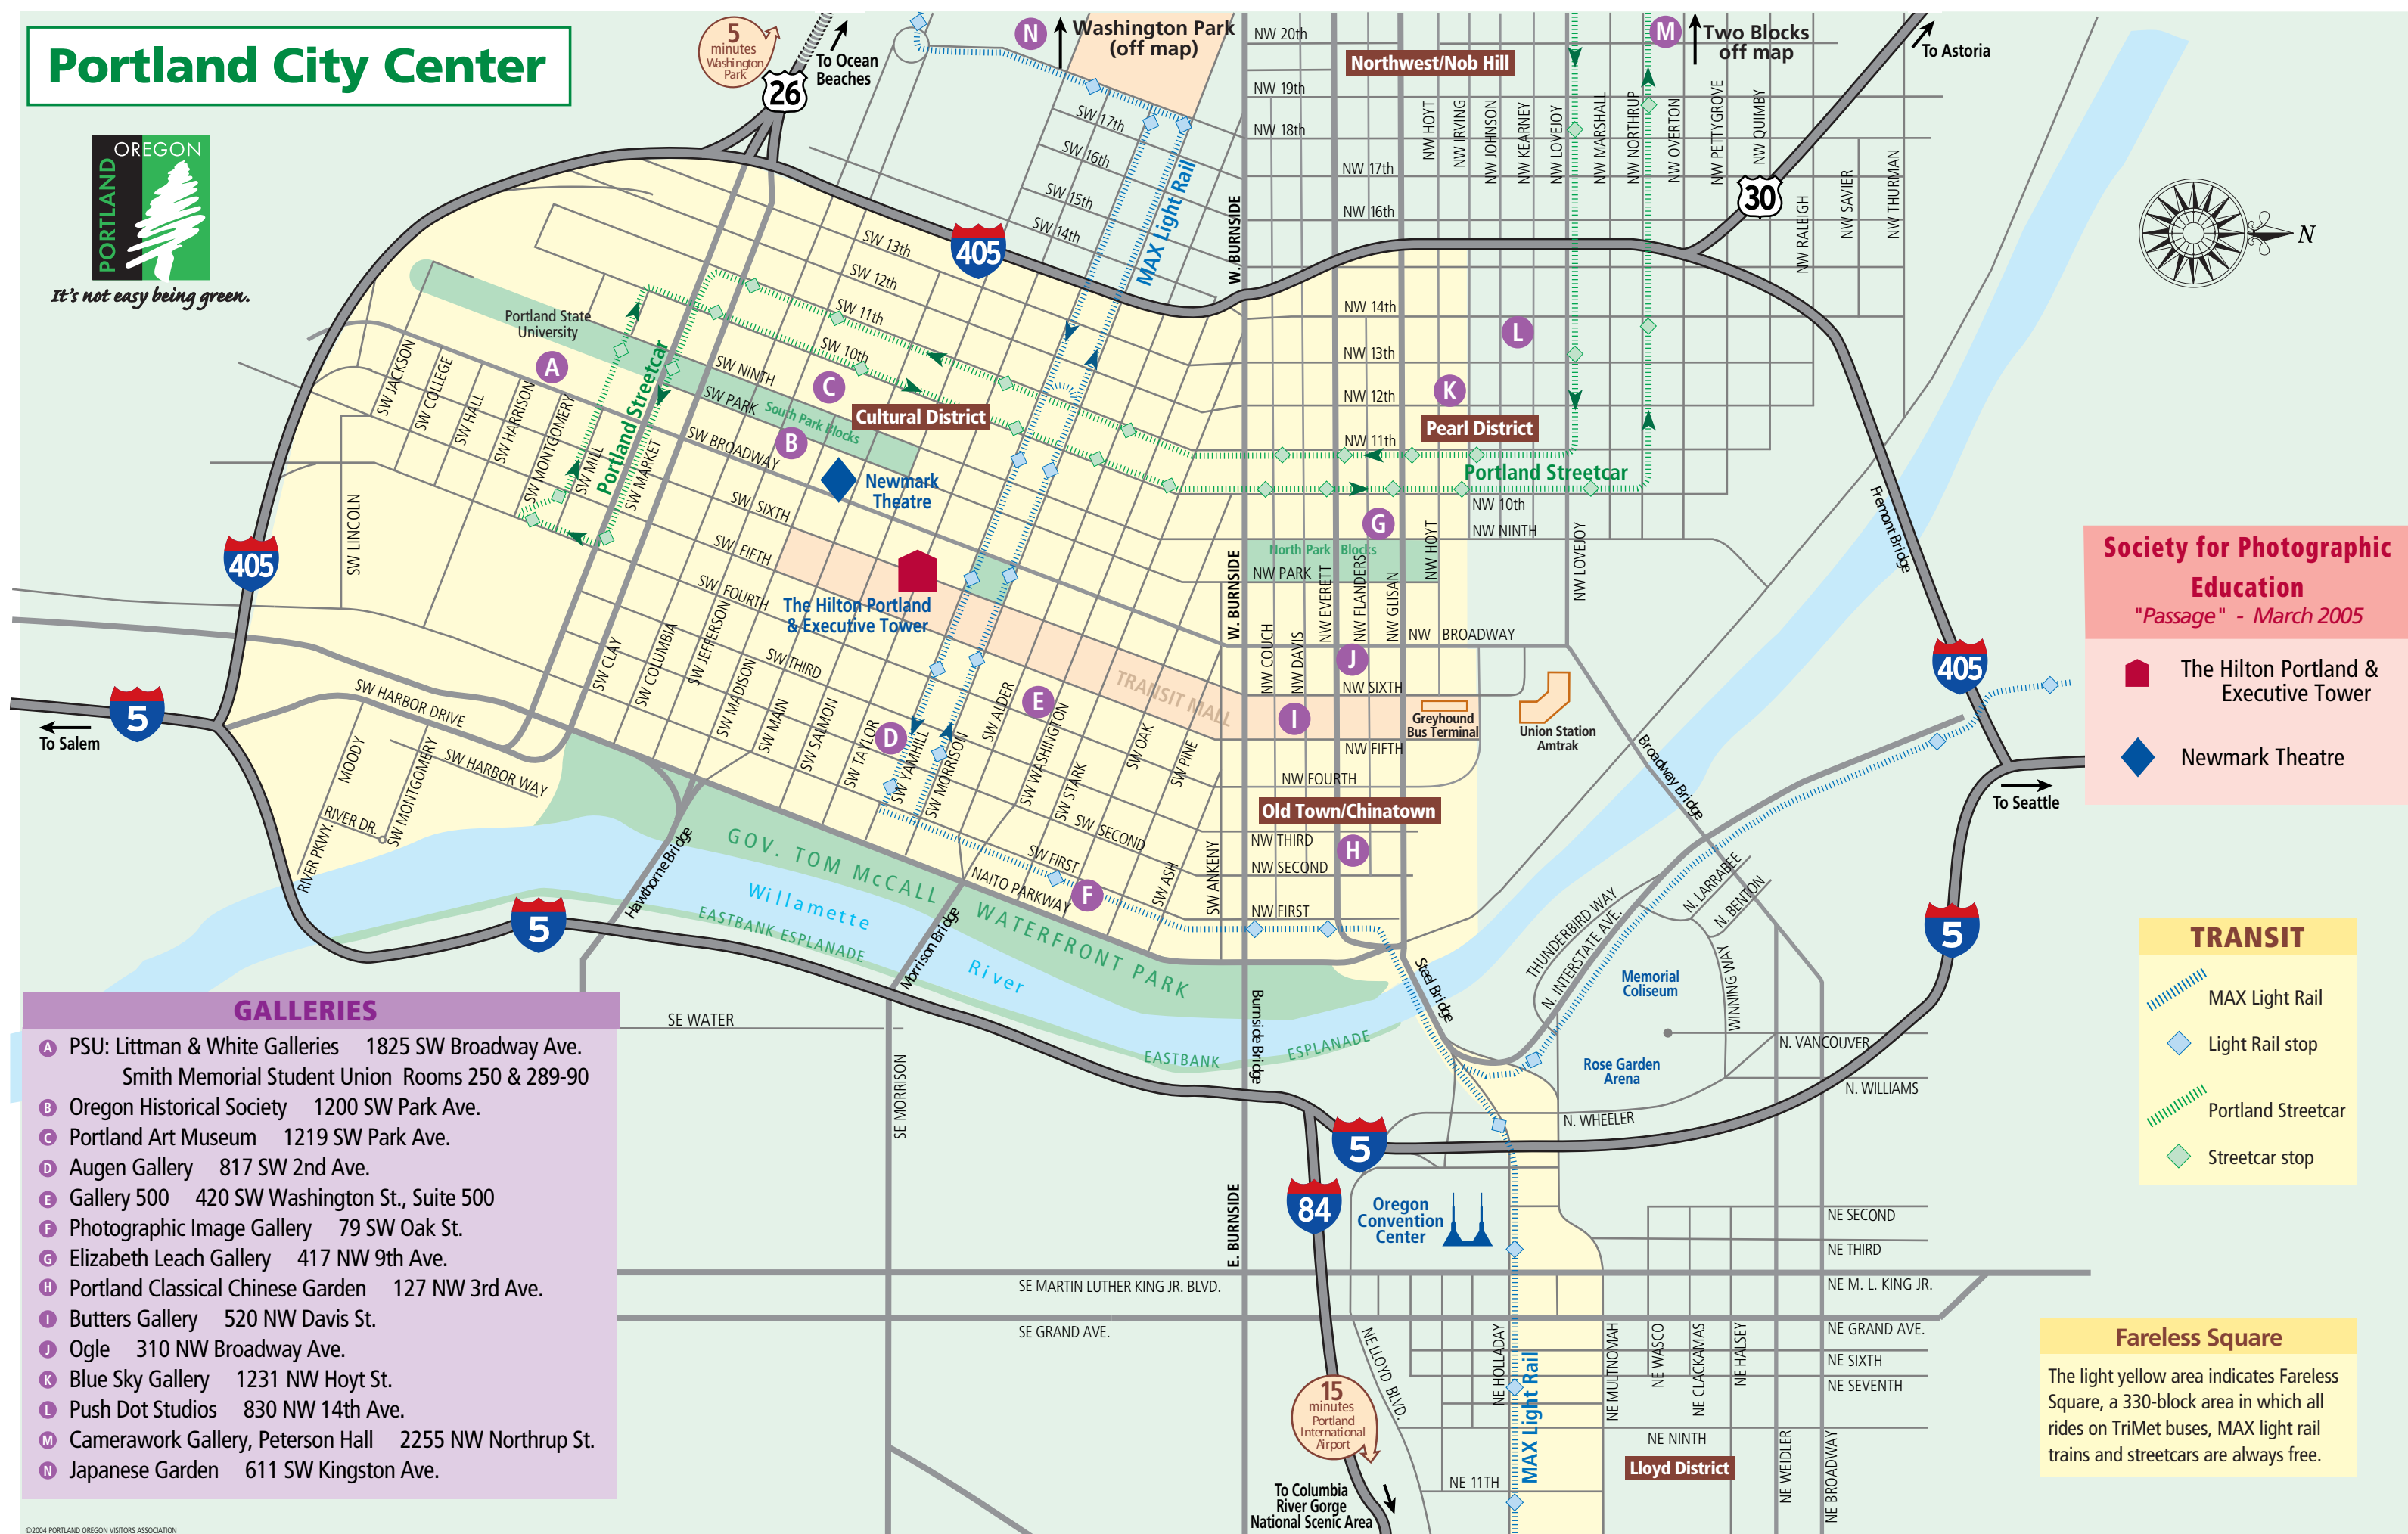 Portland City Center
OREGON
PORTLAND
It's not easy being green.
5
minutes
Washington
Park
To Ocean
Beaches
26
N
Washington Park
(off map)
M
Two Blocks
off map
To Astoria
Northwest/Nob Hill
NW 20th
NW 19th
NW 18th
NW 17th
NW 16th
NW 14th
NW 13th
NW 12th
NW 11th
NW 10th
NW NINTH
NW PARK
NW BROADWAY
NW SIXTH
NW FIFTH
NW FOURTH
NW THIRD
NW SECOND
NW FIRST
NW HOYT
NW IRVING
NW JOHNSON
NW KEARNEY
NW LOVEJOY
NW MARSHALL
NW NORTHRUP
NW OVERTON
NW PETTYGROVE
NW QUIMBY
NW RALEIGH
NW SAVIER
NW THURMAN
30
405
N
SW 17th
SW 16th
SW 15th
SW 14th
SW 13th
SW 12th
SW 11th
SW 10th
SW NINTH
SW PARK
SW BROADWAY
SW SIXTH
SW FIFTH
SW FOURTH
SW THIRD
SW SECOND
SW FIRST
NAITO PARKWAY
MAX Light Rail
W. BURNSIDE
Portland State
University
A
Portland Streetcar
C
South Park Blocks
Cultural District
B
Newmark
Theatre
The Hilton Portland
& Executive Tower
L
K
Pearl District
Portland Streetcar
G
North Park Blocks
W. BURNSIDE
NW COUCH
NW DAVIS
NW EVERETT
NW FLANDERS
NW GLISAN
NW HOYT
NW LOVEJOY
J
I
TRANSIT MALL
Greyhound
Bus Terminal
Union Station
Amtrak
Old Town/Chinatown
H
SW JACKSON
SW COLLEGE
SW HALL
SW HARRISON
SW MONTGOMERY
SW MILL
SW MARKET
SW LINCOLN
SW CLAY
SW COLUMBIA
SW JEFFERSON
SW MADISON
SW MAIN
SW SALMON
SW TAYLOR
SW YAMHILL
SW MORRISON
SW ALDER
SW WASHINGTON
SW STARK
SW OAK
SW PINE
SW ASH
SW ANKENY
D
E
F
405
5
To Salem
SW HARBOR DRIVE
SW HARBOR WAY
MOODY
SW MONTGOMERY
RIVER DR.
RIVER PKWY.
GOV. TOM McCALL
WATERFRONT PARK
Willamette
River
EASTBANK ESPLANADE
EASTBANK
ESPLANADE
Hawthorne Bridge
Morrison Bridge
Burnside Bridge
Steel Bridge
Broadway Bridge
Fremont Bridge
405
To Seattle
5
5
5
84
SE WATER
SE MORRISON
E. BURNSIDE
SE MARTIN LUTHER KING JR. BLVD.
SE GRAND AVE.
THUNDERBIRD WAY
N. INTERSTATE AVE.
N. LARRABEE
N. BENTON
WINNING WAY
Memorial
Coliseum
Rose Garden
Arena
N. VANCOUVER
N. WILLIAMS
N. WHEELER
Oregon
Convention
Center
NE SECOND
NE THIRD
NE M. L. KING JR.
NE GRAND AVE.
NE SIXTH
NE SEVENTH
NE NINTH
NE 11TH
NE LLOYD BLVD.
NE HOLLADAY
MAX Light Rail
NE MULTNOMAH
NE WASCO
NE CLACKAMAS
NE HALSEY
NE WEIDLER
NE BROADWAY
Lloyd District
15
minutes
Portland
International
Airport
To Columbia
River Gorge
National Scenic Area
Society for Photographic
Education
"Passage" - March 2005
The Hilton Portland &
Executive Tower
Newmark Theatre
TRANSIT
MAX Light Rail
Light Rail stop
Portland Streetcar
Streetcar stop
Fareless Square
The light yellow area indicates Fareless
Square, a 330-block area in which all
rides on TriMet buses, MAX light rail
trains and streetcars are always free.
GALLERIES
A PSU: Littman & White Galleries 1825 SW Broadway Ave.
Smith Memorial Student Union Rooms 250 & 289-90
B Oregon Historical Society 1200 SW Park Ave.
C Portland Art Museum 1219 SW Park Ave.
D Augen Gallery 817 SW 2nd Ave.
E Gallery 500 420 SW Washington St., Suite 500
F Photographic Image Gallery 79 SW Oak St.
G Elizabeth Leach Gallery 417 NW 9th Ave.
H Portland Classical Chinese Garden 127 NW 3rd Ave.
I Butters Gallery 520 NW Davis St.
J Ogle 310 NW Broadway Ave.
K Blue Sky Gallery 1231 NW Hoyt St.
L Push Dot Studios 830 NW 14th Ave.
M Camerawork Gallery, Peterson Hall 2255 NW Northrup St.
N Japanese Garden 611 SW Kingston Ave.
©2004 PORTLAND OREGON VISITORS ASSOCIATION